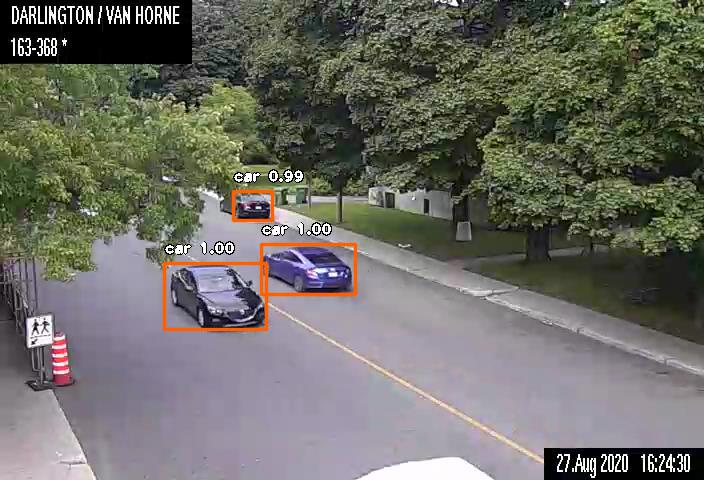 DARLINGTON / VAN HORNE
163-368 *
car 0.99
car 1.00
car 1.00
27.Aug 2020 16:24:30